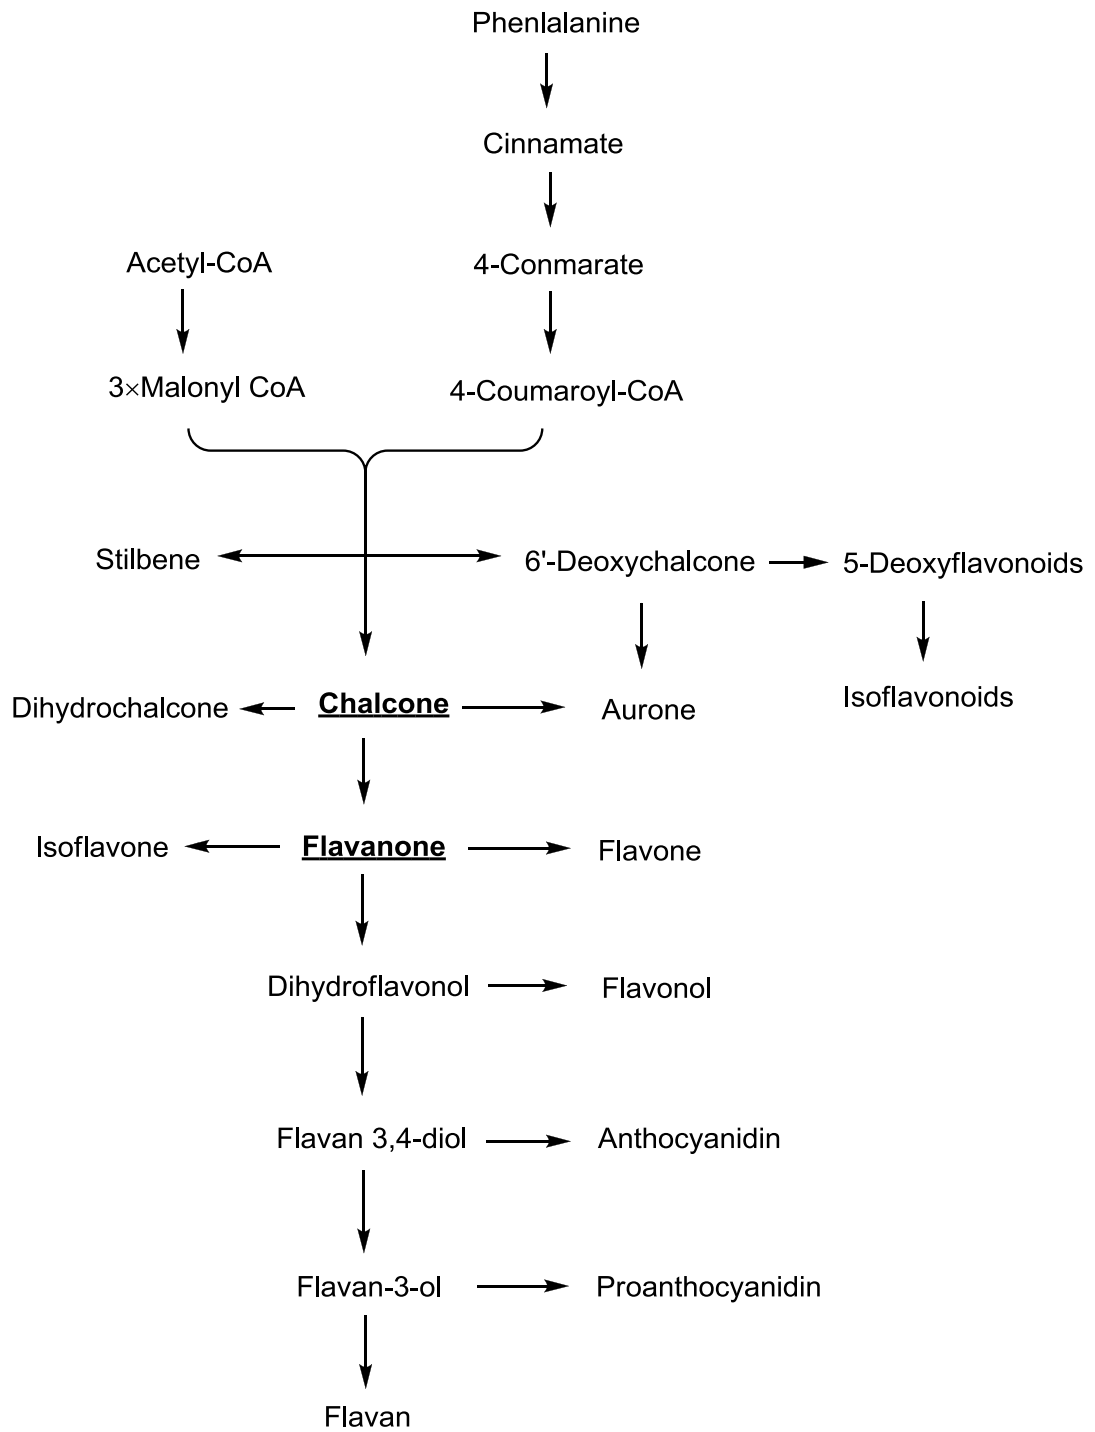 Phenlalanine
Cinnamate
Acetyl-CoA
4-Conmarate
3×Malonyl CoA
4-Coumaroyl-CoA
Stilbene
6'-Deoxychalcone
5-Deoxyflavonoids
Dihydrochalcone
Chalcone
Aurone
Isoflavonoids
Isoflavone
Flavanone
Flavone
Dihydroflavonol
Flavonol
Flavan 3,4-diol
Anthocyanidin
Flavan-3-ol
Proanthocyanidin
Flavan